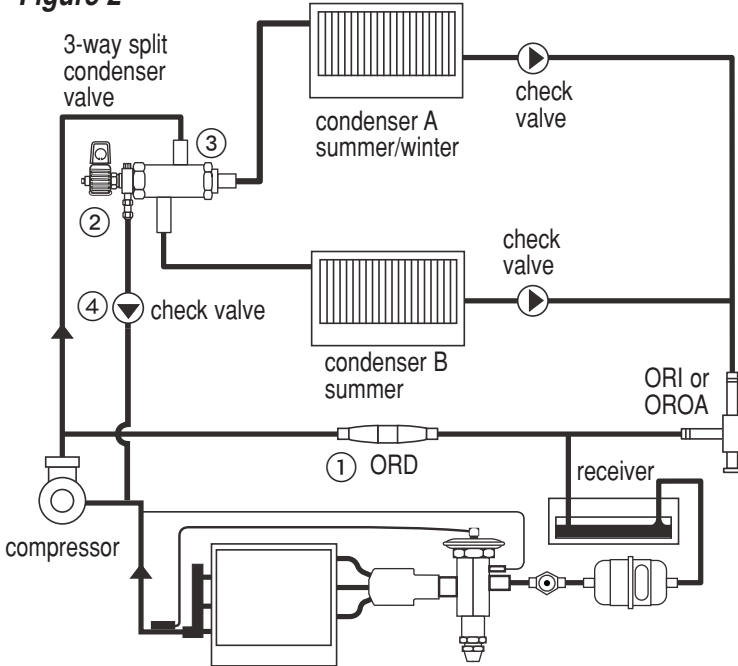 Figure 2
3-way split
condenser
valve
3
2
condenser A
summer/winter
check
valve
check
valve
4
check valve
condenser B
summer
ORI or
OROA
1 ORD
receiver
compressor